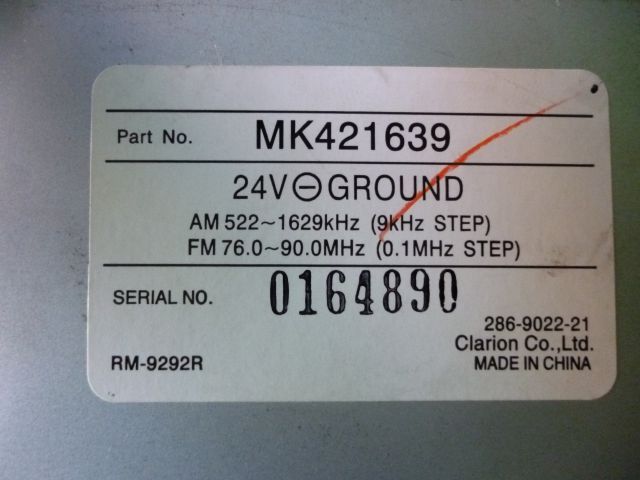 Part No. MK421639
24V⊖GROUND
AM 522~1629kHz (9kHz STEP)
FM 76.0~90.0MHz (0.1MHz STEP)
SERIAL NO. 0164890
286-9022-21
Clarion Co.,Ltd.
RM-9292R MADE IN CHINA